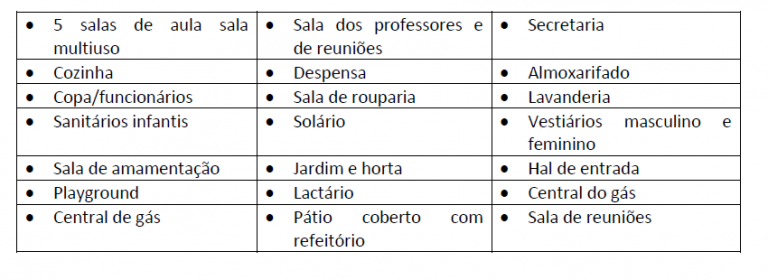 • 5 salas de aula sala multiuso
• Sala dos professores e de reuniões
• Secretaria
• Cozinha
• Despensa
• Almoxarifado
• Copa/funcionários
• Sala de rouparia
• Lavanderia
• Sanitários infantis
• Solário
• Vestiários masculino e feminino
• Sala de amamentação
• Jardim e horta
• Hal de entrada
• Playground
• Lactário
• Central do gás
• Central de gás
• Pátio coberto com refeitório
• Sala de reuniões